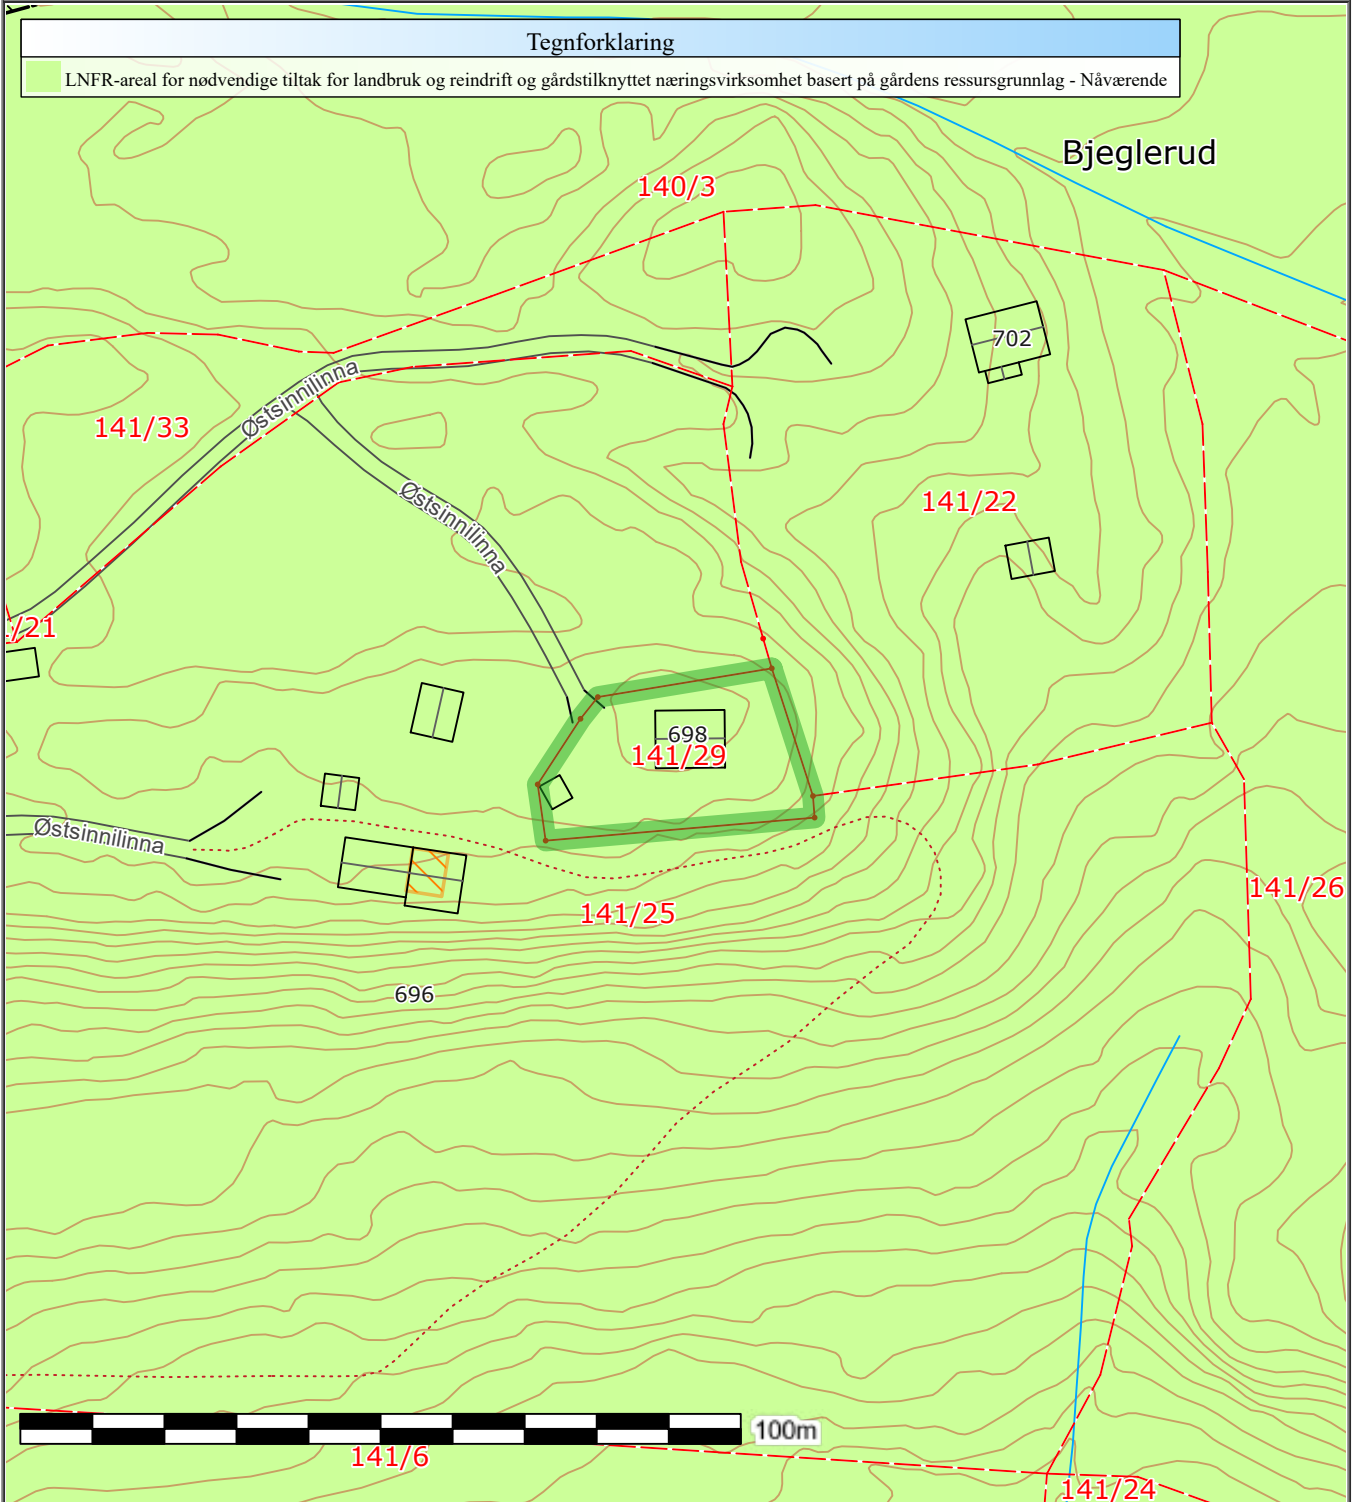 Tegnforklaring
LNFR-areal for nødvendige tiltak for landbruk og reindrift og gårdstilknyttet næringsvirksomhet basert på gårdens ressursgrunnlag - Nåværende
Bjeglerud
140/3
702
Østsinnilinna
141/33
Østsinnilinna
141/22
/21
698
141/29
Østsinnilinna
141/26
141/25
696
100m
141/6
141/24